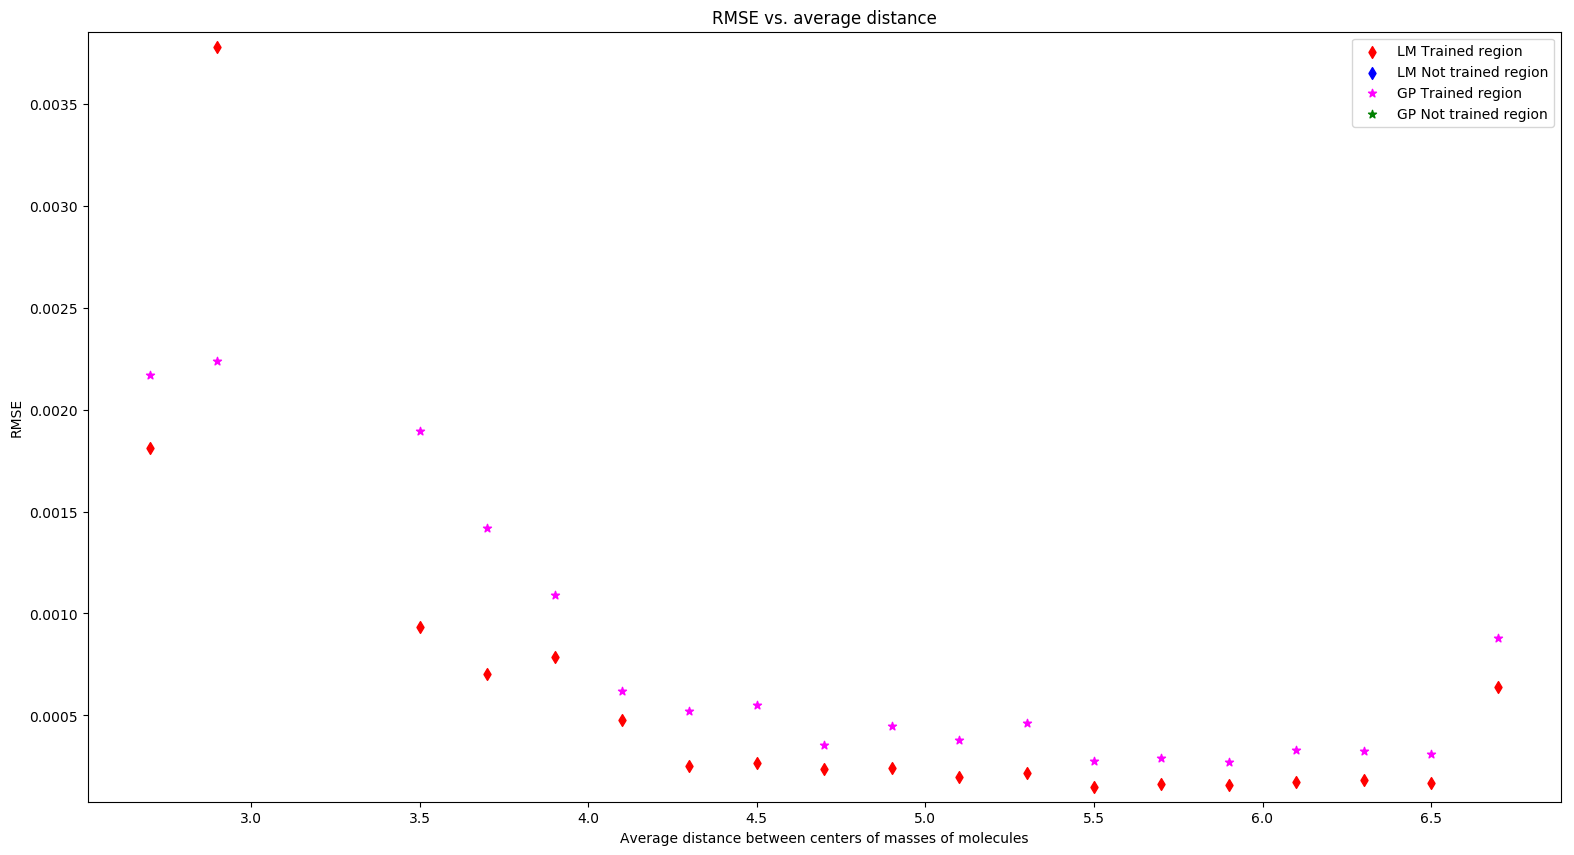 RMSE vs. average distance
LM Trained region
LM Not trained region
GP Trained region
GP Not trained region
0.0035
0.0030
0.0025
0.0020
0.0015
0.0010
0.0005
RMSE
3.0 3.5 4.0 4.5 5.0 5.5 6.0 6.5
Average distance between centers of masses of molecules